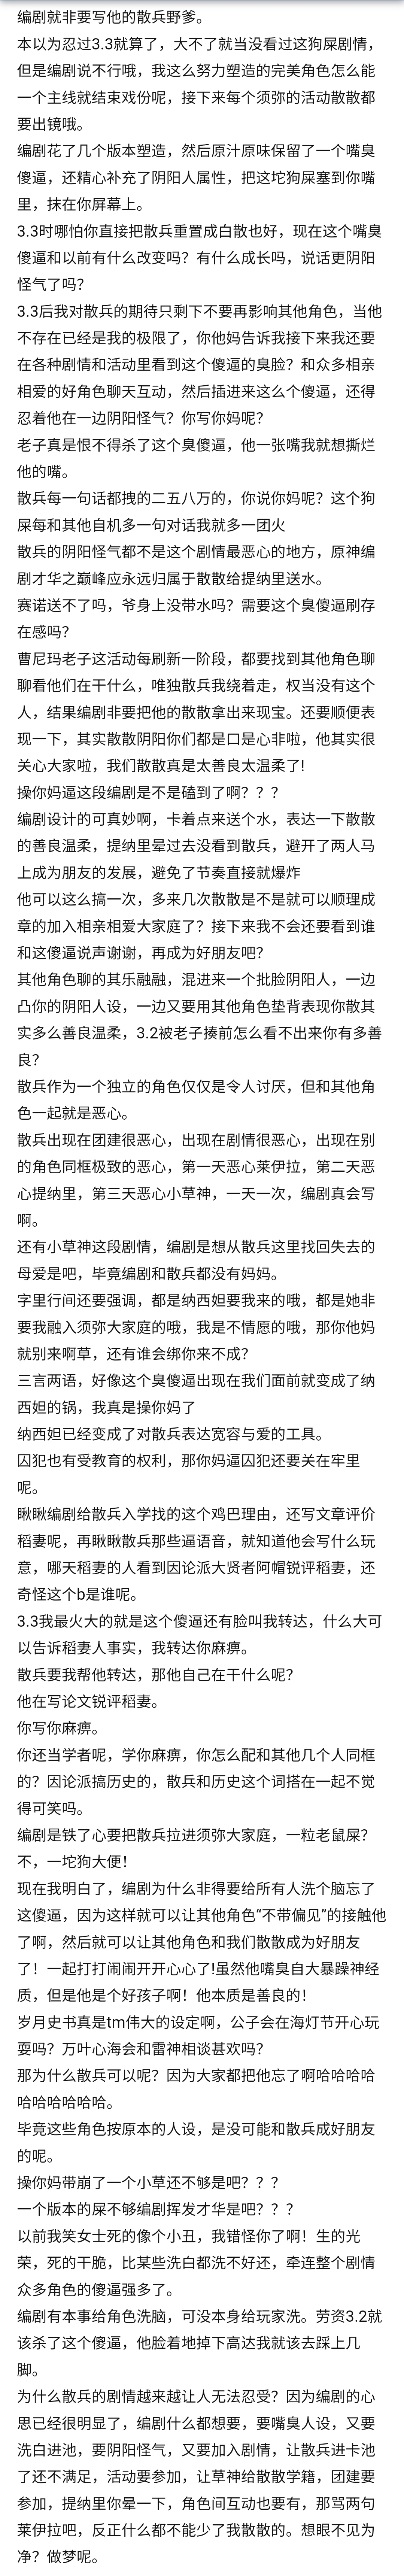 编剧就非要写他的散兵野爹。
本以为忍过3.3就算了，大不了就当没看过这狗屎剧情，
但是编剧说不行哦，我这么努力塑造的完美角色怎么能
一个主线就结束戏份呢，接下来每个须弥的活动散散都
要出镜哦。
编剧花了几个版本塑造，然后原汁原味保留了一个嘴臭
傻逼，还精心补充了阴阳人属性，把这坨狗屎塞到你嘴
里，抹在你屏幕上。
3.3时哪怕你直接把散兵重置成白散也好，现在这个嘴臭
傻逼和以前有什么改变吗？有什么成长吗，说话更阴阳
怪气了吗？
3.3后我对散兵的期待只剩下不要再影响其他角色，当他
不存在已经是我的极限了，你他妈告诉我接下来我还要
在各种剧情和活动里看到这个傻逼的臭脸？和众多相亲
相爱的好角色聊天互动，然后插进来这么个傻逼，还得
忍着他在一边阴阳怪气？你写你妈呢？
老子真是恨不得杀了这个臭傻逼，他一张嘴我就想撕烂
他的嘴。
散兵每一句话都拽的二五八万的，你说你妈呢？这个狗
屎每和其他自机多一句对话我就多一团火
散兵的阴阳怪气都不是这个剧情最恶心的地方，原神编
剧才华之巅峰应永远归属于散散给提纳里送水。
赛诺送不了吗，爷身上没带水吗？需要这个臭傻逼刷存
在感吗？
曹尼玛老子这活动每刷新一阶段，都要找到其他角色聊
聊看他们在干什么，唯独散兵我绕着走，权当没有这个
人，结果编剧非要把他的散散拿出来现宝。还要顺便表
现一下，其实散散阴阳你们都是口是心非啦，他其实很
关心大家啦，我们散散真是太善良太温柔了!
操你妈逼这段编剧是不是磕到了啊？？？
编剧设计的可真妙啊，卡着点来送个水，表达一下散散
的善良温柔，提纳里晕过去没看到散兵，避开了两人马
上成为朋友的发展，避免了节奏直接就爆炸
他可以这么搞一次，多来几次散散是不是就可以顺理成
章的加入相亲相爱大家庭了？接下来我不会还要看到谁
和这傻逼说声谢谢，再成为好朋友吧？
其他角色聊的其乐融融，混进来一个批脸阴阳人，一边
凸你的阴阳人设，一边又要用其他角色垫背表现你散其
实多么善良温柔，3.2被老子揍前怎么看不出来你有多善
良？
散兵作为一个独立的角色仅仅是令人讨厌，但和其他角
色一起就是恶心。
散兵出现在团建很恶心，出现在剧情很恶心，出现在别
的角色同框极致的恶心，第一天恶心莱伊拉，第二天恶
心提纳里，第三天恶心小草神，一天一次，编剧真会写
啊。
还有小草神这段剧情，编剧是想从散兵这里找回失去的
母爱是吧，毕竟编剧和散兵都没有妈妈。
字里行间还要强调，都是纳西妲要我来的哦，都是她非
要我融入须弥大家庭的哦，我是不情愿的哦，那你他妈
就别来啊草，还有谁会绑你来不成？
三言两语，好像这个臭傻逼出现在我们面前就变成了纳
西妲的锅，我真是操你妈了
纳西妲已经变成了对散兵表达宽容与爱的工具。
囚犯也有受教育的权利，那你妈逼囚犯还要关在牢里
呢。
瞅瞅编剧给散兵入学找的这个鸡巴理由，还写文章评价
稻妻呢，再瞅瞅散兵那些逼语音，就知道他会写什么玩
意，哪天稻妻的人看到因论派大贤者阿帽锐评稻妻，还
奇怪这个b是谁呢。
3.3我最火大的就是这个傻逼还有脸叫我转达，什么大可
以告诉稻妻人事实，我转达你麻痹。
散兵要我帮他转达，那他自己在干什么呢？
他在写论文锐评稻妻。
你写你麻痹。
你还当学者呢，学你麻痹，你怎么配和其他几个人同框
的？因论派搞历史的，散兵和历史这个词搭在一起不觉
得可笑吗。
编剧是铁了心要把散兵拉进须弥大家庭，一粒老鼠屎？
不，一坨狗大便！
现在我明白了，编剧为什么非得要给所有人洗个脑忘了
这傻逼，因为这样就可以让其他角色“不带偏见”的接触他
了啊，然后就可以让其他角色和我们散散成为好朋友
了！一起打打闹闹开开心心了!虽然他嘴臭自大暴躁神经
质，但是他是个好孩子啊！他本质是善良的！
岁月史书真是tm伟大的设定啊，公子会在海灯节开心玩
耍吗？万叶心海会和雷神相谈甚欢吗？
那为什么散兵可以呢？因为大家都把他忘了啊哈哈哈哈
哈哈哈哈哈哈。
毕竟这些角色按原本的人设，是没可能和散兵成好朋友
的呢。
操你妈带崩了一个小草还不够是吧？？？
一个版本的屎不够编剧挥发才华是吧？？？
以前我笑女士死的像个小丑，我错怪你了啊！生的光
荣，死的干脆，比某些洗白都洗不好还，牵连整个剧情
众多角色的傻逼强多了。
编剧有本事给角色洗脑，可没本身给玩家洗。劳资3.2就
该杀了这个傻逼，他脸着地掉下高达我就该去踩上几
脚。
为什么散兵的剧情越来越让人无法忍受？因为编剧的心
思已经很明显了，编剧什么都想要，要嘴臭人设，又要
洗白进池，要阴阳怪气，又要加入剧情，让散兵进卡池
了还不满足，活动要参加，让草神给散散学籍，团建要
参加，提纳里你晕一下，角色间互动也要有，那骂两句
莱伊拉吧，反正什么都不能少了我散散的。想眼不见为
净？做梦呢。